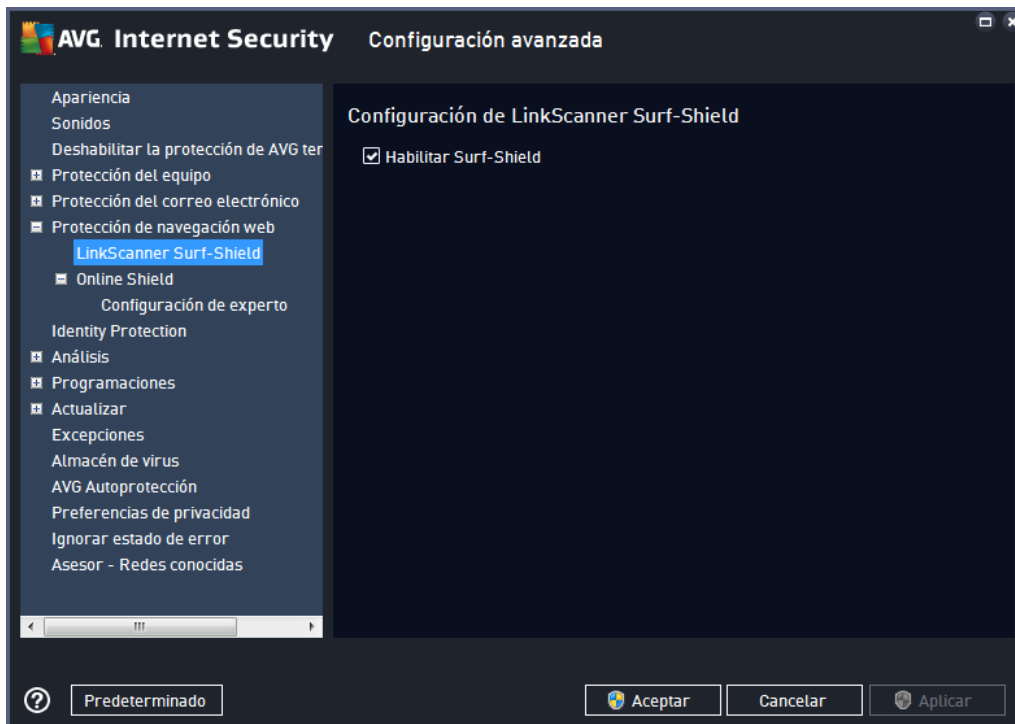 AVG. Internet Security Configuración avanzada
Apariencia
Sonidos
Deshabilitar la protección de AVG ter
Protección del equipo
Protección del correo electrónico
Protección de navegación web
LinkScanner Surf-Shield
Online Shield
Configuración de experto
Identity Protection
Análisis
Programaciones
Actualizar
Excepciones
Almacén de virus
AVG Autoprotección
Preferencias de privacidad
Ignorar estado de error
Asesor - Redes conocidas
Configuración de LinkScanner Surf-Shield
Habilitar Surf-Shield
? Predeterminado Aceptar Cancelar Aplicar